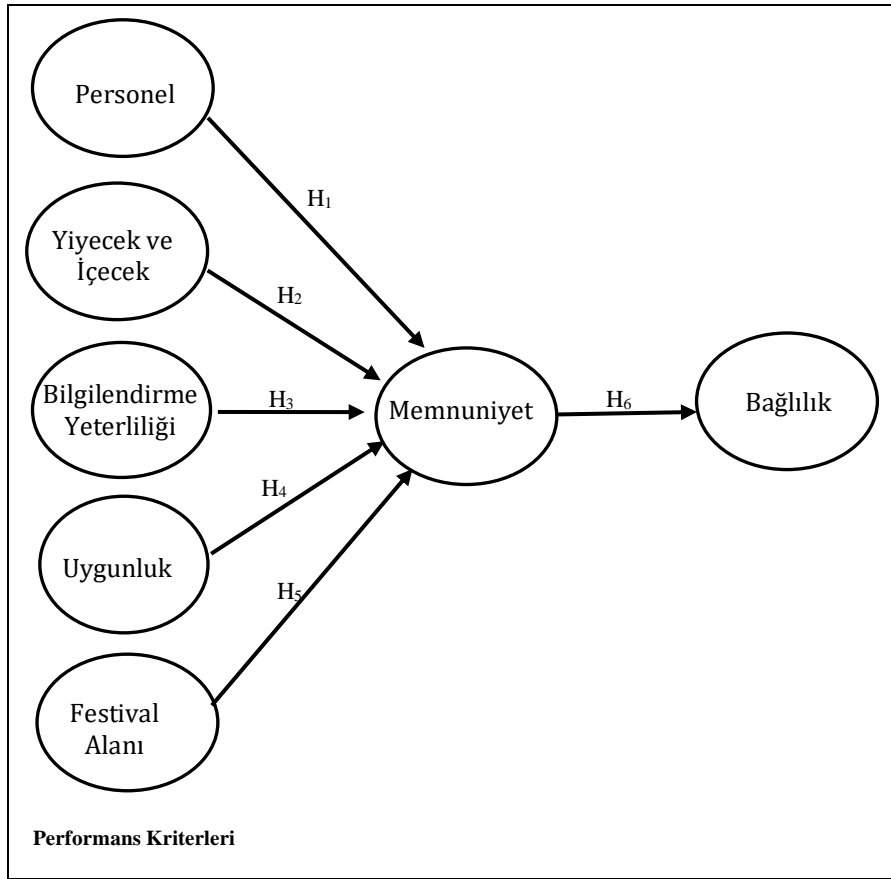 Personel
H₁
Yiyecek ve
İçecek
H₂
Bilgilendirme
Yeterliliği
H₃
Memnuniyet
H₆
Bağlılık
H₄
Uygunluk
H₅
Festival
Alanı
Performans Kriterleri